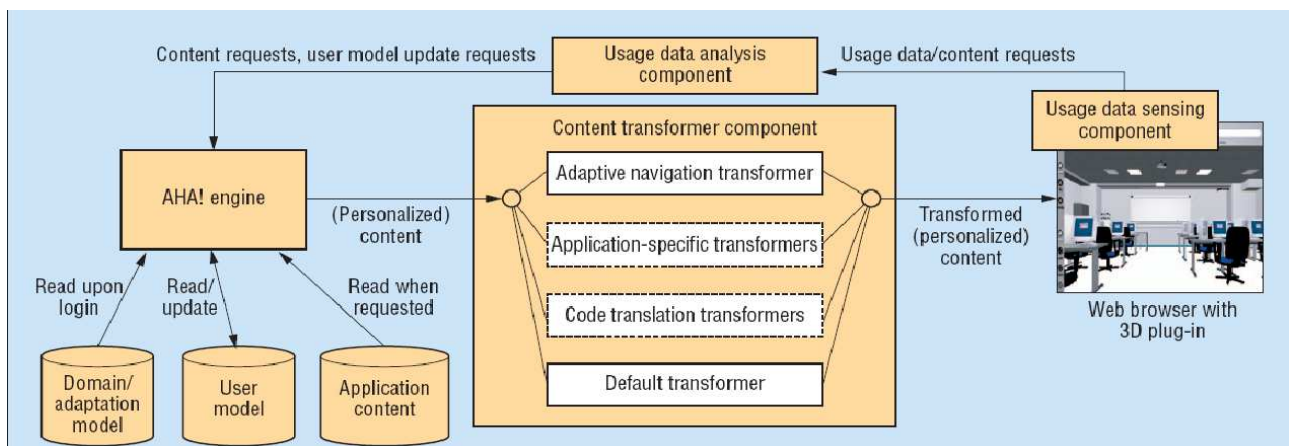 Content requests, user model update requests
Usage data analysis
component
Usage data/content requests
Usage data sensing
component
Content transformer component
Adaptive navigation transformer
AHA! engine
(Personalized)
content
Application-specific transformers
Transformed
(personalized)
content
Read upon
login
Read/
update
Read when
requested
Code translation transformers
Web browser with
3D plug-in
Default transformer
Domain/
adaptation
model
User
model
Application
content